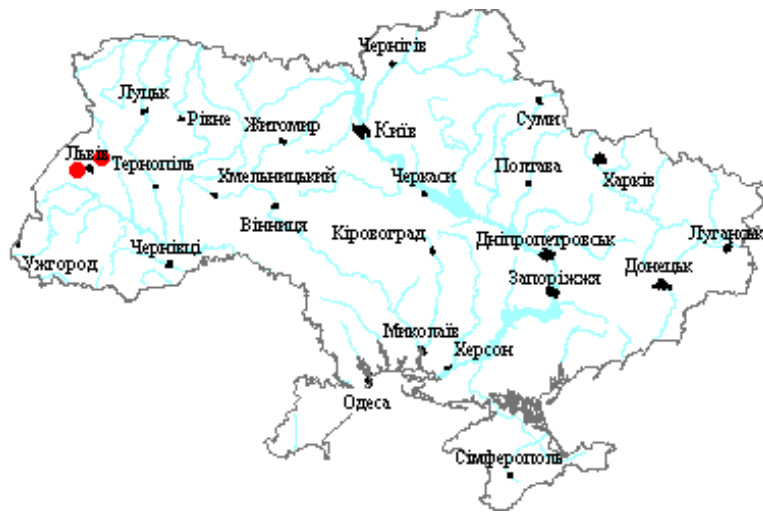 Чернігів
Луцьк
Рівне
Житомир
Київ
Суми
Львів
Тернопіль
Хмельницький
Черкаси
Полтава
Харків
Вінниця
Кіровоград
Дніпропетровськ
Луганськ
Ужгород
Чернівці
Запоріжжя
Донецьк
Миколаїв
Херсон
Одеса
Сімферополь